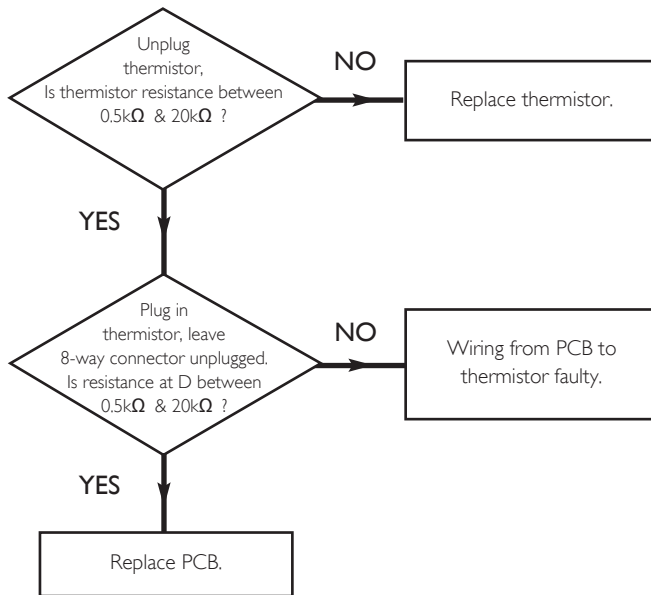 Unplug
thermistor,
Is thermistor resistance between
0.5kΩ & 20kΩ ?
NO
Replace thermistor.
YES
Plug in
thermistor, leave
8-way connector unplugged.
Is resistance at D between
0.5kΩ & 20kΩ ?
NO
Wiring from PCB to
thermistor faulty.
YES
Replace PCB.